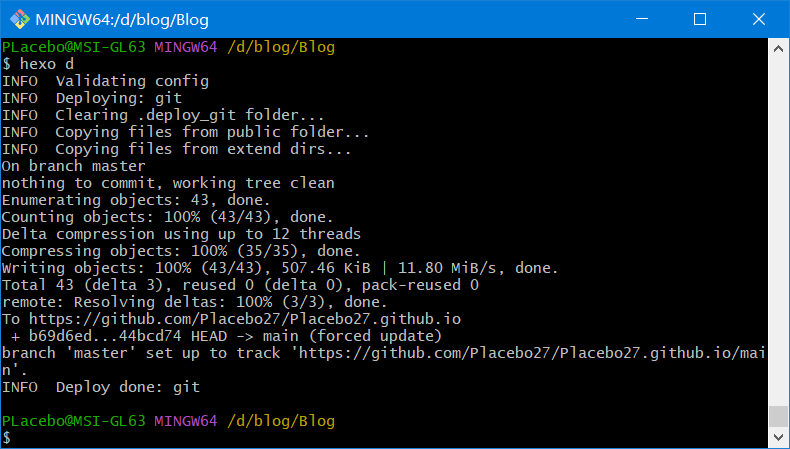 MINGW64:/d/blog/Blog
PLacebo@MSI-GL63 MINGW64 /d/blog/Blog
$ hexo d
INFO  Validating config
INFO  Deploying: git
INFO  Clearing .deploy_git folder...
INFO  Copying files from public folder...
INFO  Copying files from extend dirs...
On branch master
nothing to commit, working tree clean
Enumerating objects: 43, done.
Counting objects: 100% (43/43), done.
Delta compression using up to 12 threads
Compressing objects: 100% (35/35), done.
Writing objects: 100% (43/43), 507.46 KiB | 11.80 MiB/s, done.
Total 43 (delta 3), reused 0 (delta 0), pack-reused 0
remote: Resolving deltas: 100% (3/3), done.
To https://github.com/Placebo27/Placebo27.github.io
 + b69d6ed...44bcd74 HEAD -> main (forced update)
branch 'master' set up to track 'https://github.com/Placebo27/Placebo27.github.io/mai
n'.
INFO  Deploy done: git
PLacebo@MSI-GL63 MINGW64 /d/blog/Blog
$